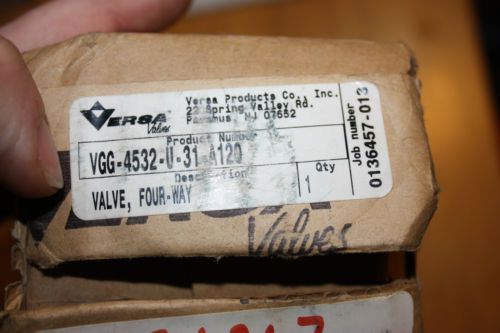 VERSA
Valves
Versa Products Co., Inc.
22 Spring Valley Rd.
Paramus, NJ 07652
Product Number
VGG-4532-U-31-A120
Description
VALVE, FOUR-WAY
Qty
1
Job number
0136457-013
Valves